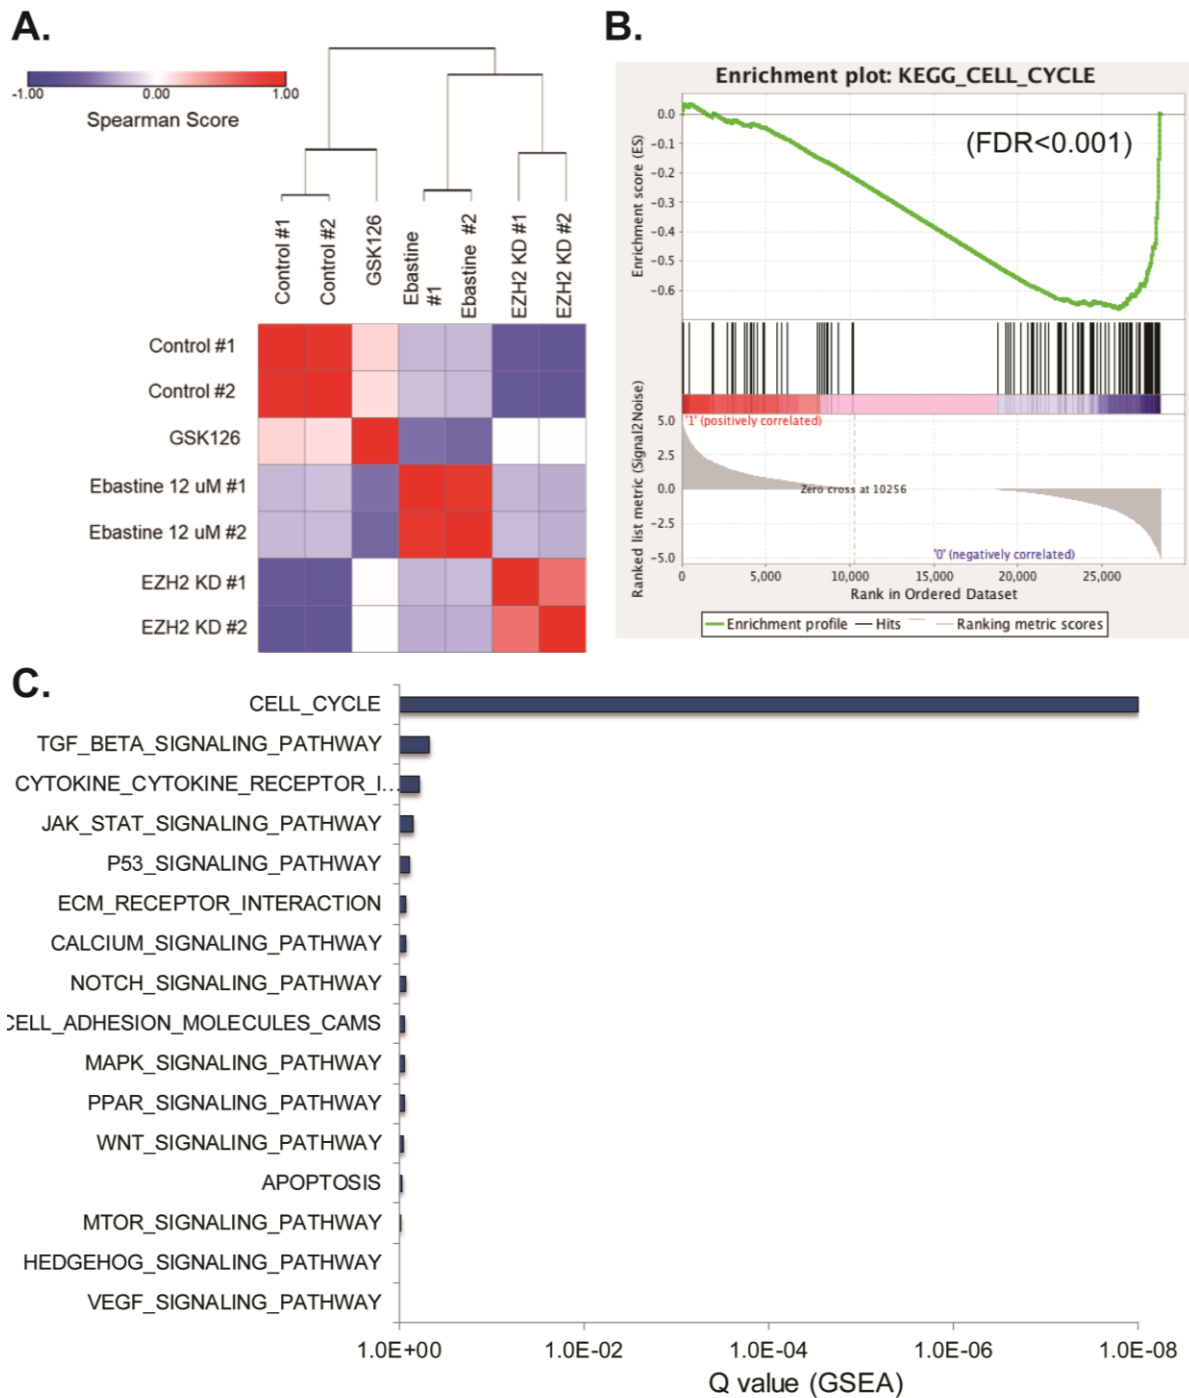 A.
-1.00 0.00 1.00
Spearman Score
Control #1
Control #2
GSK126
Ebastine
#1
Ebastine #2
EZH2 KD #1
EZH2 KD #2
Control #1
Control #2
GSK126
Ebastine 12 uM #1
Ebastine 12 uM #2
EZH2 KD #1
EZH2 KD #2
B.
Enrichment plot: KEGG_CELL_CYCLE
(FDR<0.001)
Enrichment score (ES)
0.0
-0.1
-0.2
-0.3
-0.4
-0.5
-0.6
Ranked list metric (Signal2Noise)
5.0
2.5
0.0
-2.5
-5.0
'1' (positively correlated)
Zero cross at 10256
'0' (negatively correlated)
0 5,000 10,000 15,000 20,000 25,000
Rank in Ordered Dataset
Enrichment profile Hits Ranking metric scores
C.
CELL_CYCLE
TGF_BETA_SIGNALING_PATHWAY
CYTOKINE_CYTOKINE_RECEPTOR_I...
JAK_STAT_SIGNALING_PATHWAY
P53_SIGNALING_PATHWAY
ECM_RECEPTOR_INTERACTION
CALCIUM_SIGNALING_PATHWAY
NOTCH_SIGNALING_PATHWAY
CELL_ADHESION_MOLECULES_CAMS
MAPK_SIGNALING_PATHWAY
PPAR_SIGNALING_PATHWAY
WNT_SIGNALING_PATHWAY
APOPTOSIS
MTOR_SIGNALING_PATHWAY
HEDGEHOG_SIGNALING_PATHWAY
VEGF_SIGNALING_PATHWAY
1.0E+00 1.0E-02 1.0E-04 1.0E-06 1.0E-08
Q value (GSEA)